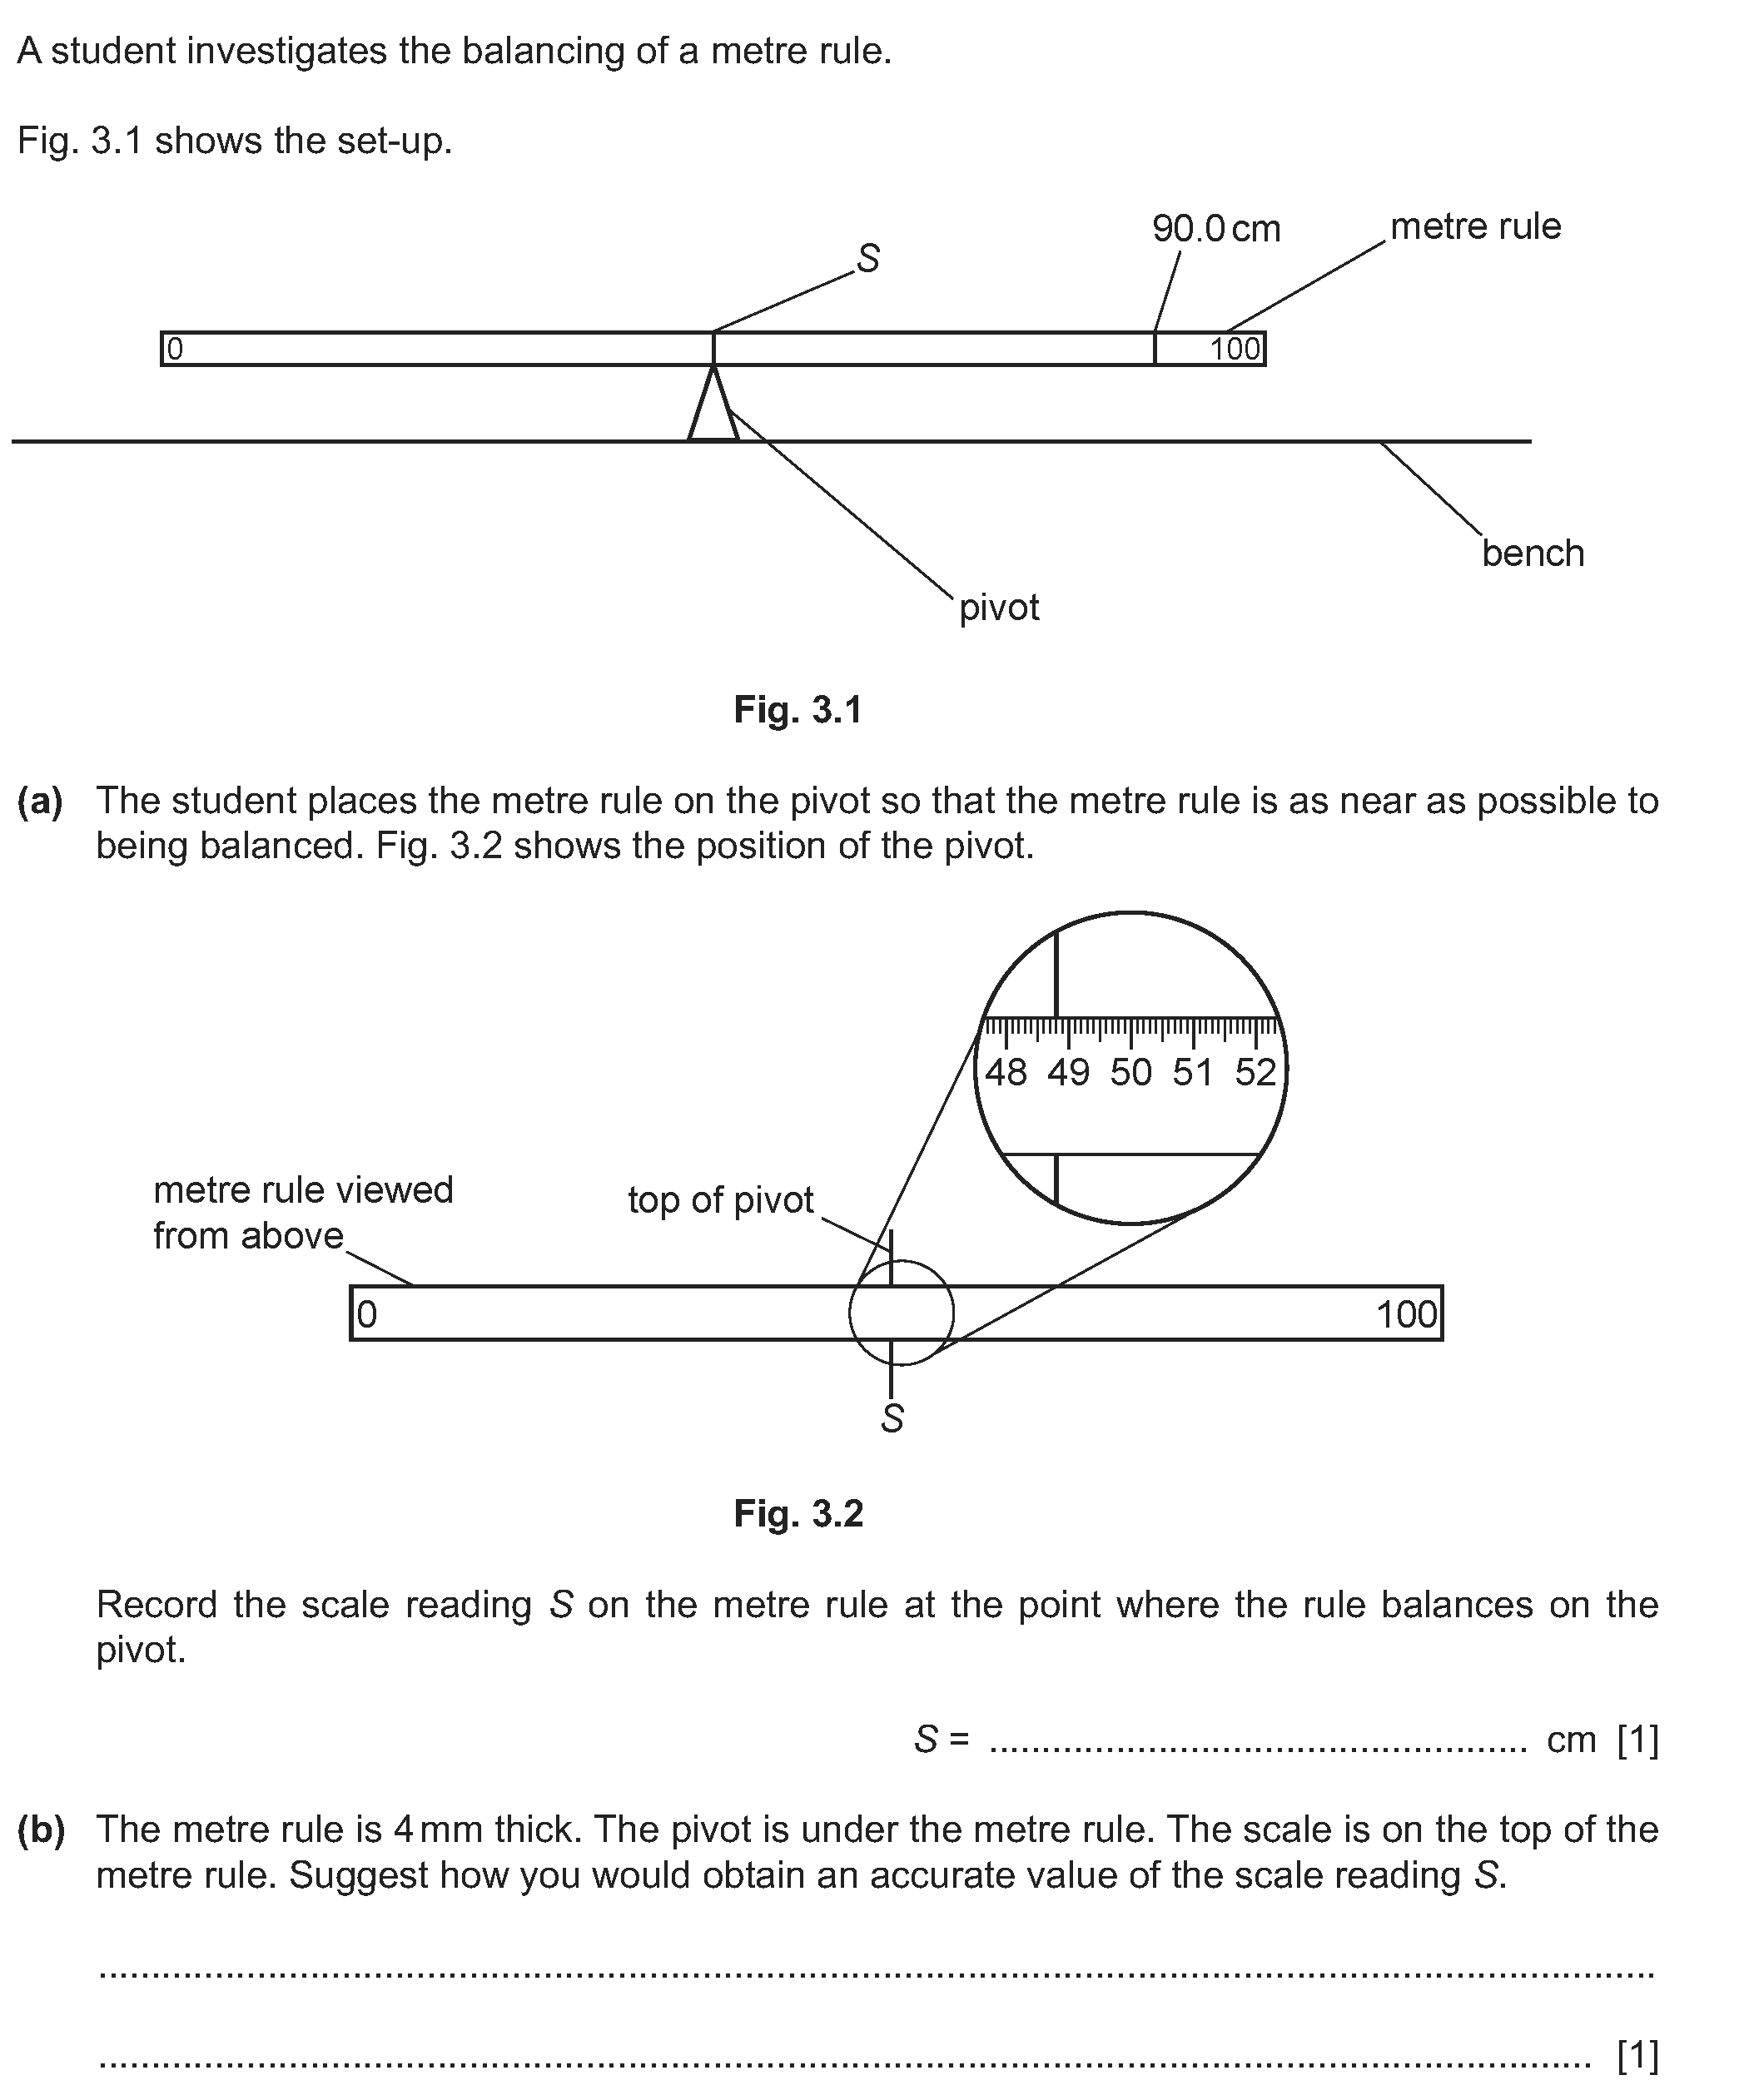 A student investigates the balancing of a metre rule.
Fig. 3.1 shows the set-up.
S
90.0 cm
metre rule
0
100
bench
pivot
Fig. 3.1
(a) The student places the metre rule on the pivot so that the metre rule is as near as possible to
being balanced. Fig. 3.2 shows the position of the pivot.
48 49 50 51 52
metre rule viewed
from above
top of pivot
0
100
S
Fig. 3.2
Record the scale reading S on the metre rule at the point where the rule balances on the
pivot.
S = .................................................... cm [1]
(b) The metre rule is 4 mm thick. The pivot is under the metre rule. The scale is on the top of the
metre rule. Suggest how you would obtain an accurate value of the scale reading S.
...................................................................................................................................................
............................................................................................................................................. [1]